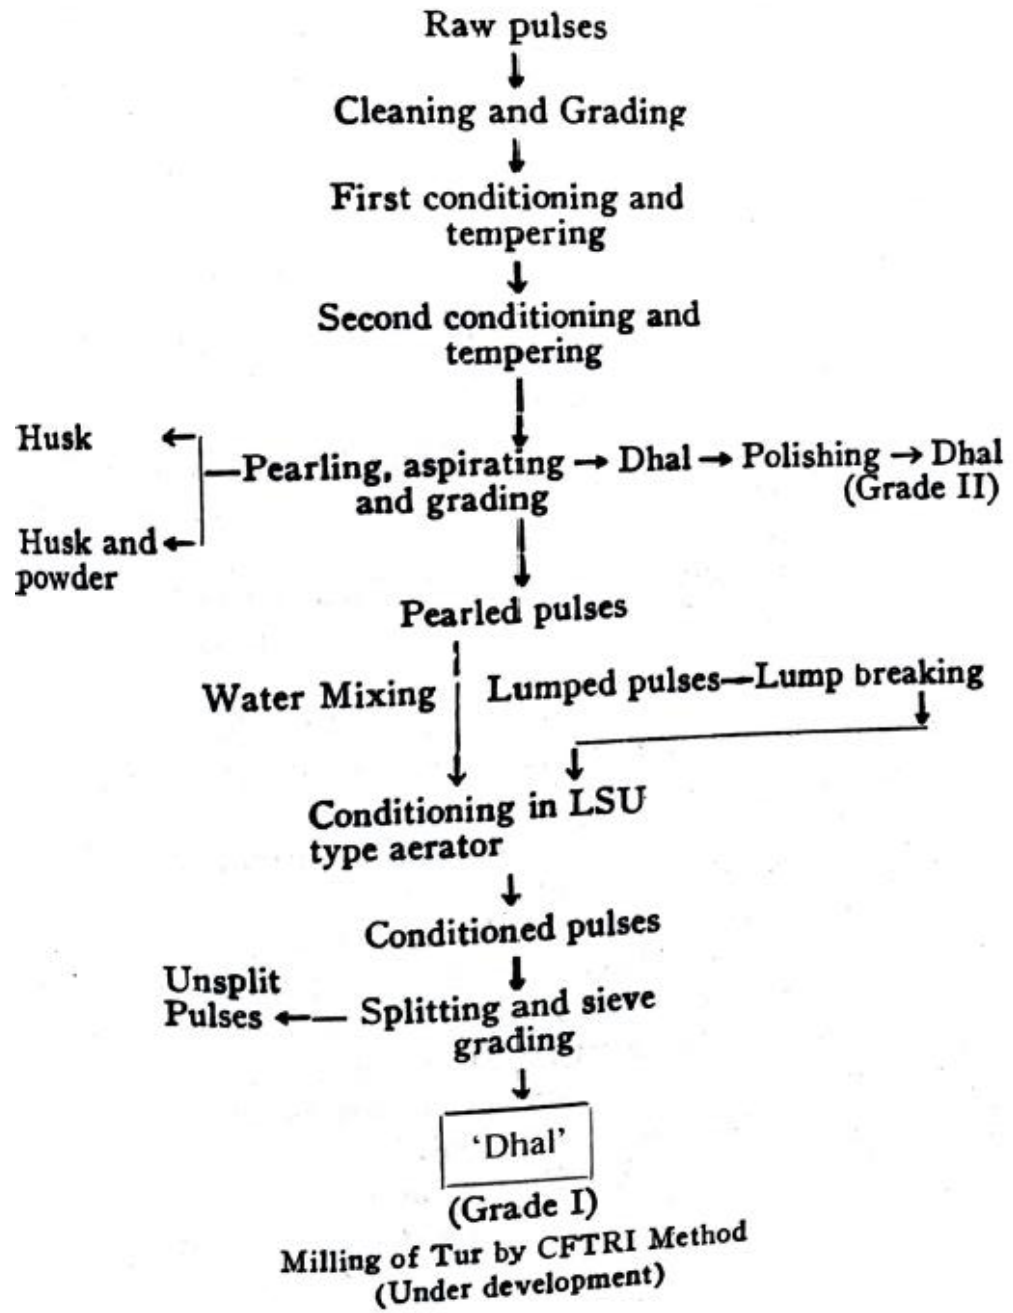 Raw pulses
Cleaning and Grading
First conditioning and
tempering
Second conditioning and
tempering
Husk
Pearling, aspirating → Dhal → Polishing → Dhal
and grading
(Grade II)
Husk and
powder
Pearled pulses
Water Mixing
Lumped pulses—Lump breaking
Conditioning in LSU
type aerator
Conditioned pulses
Unsplit
Pulses
Splitting and sieve
grading
‘Dhal’
(Grade I)
Milling of Tur by CFTRI Method
(Under development)